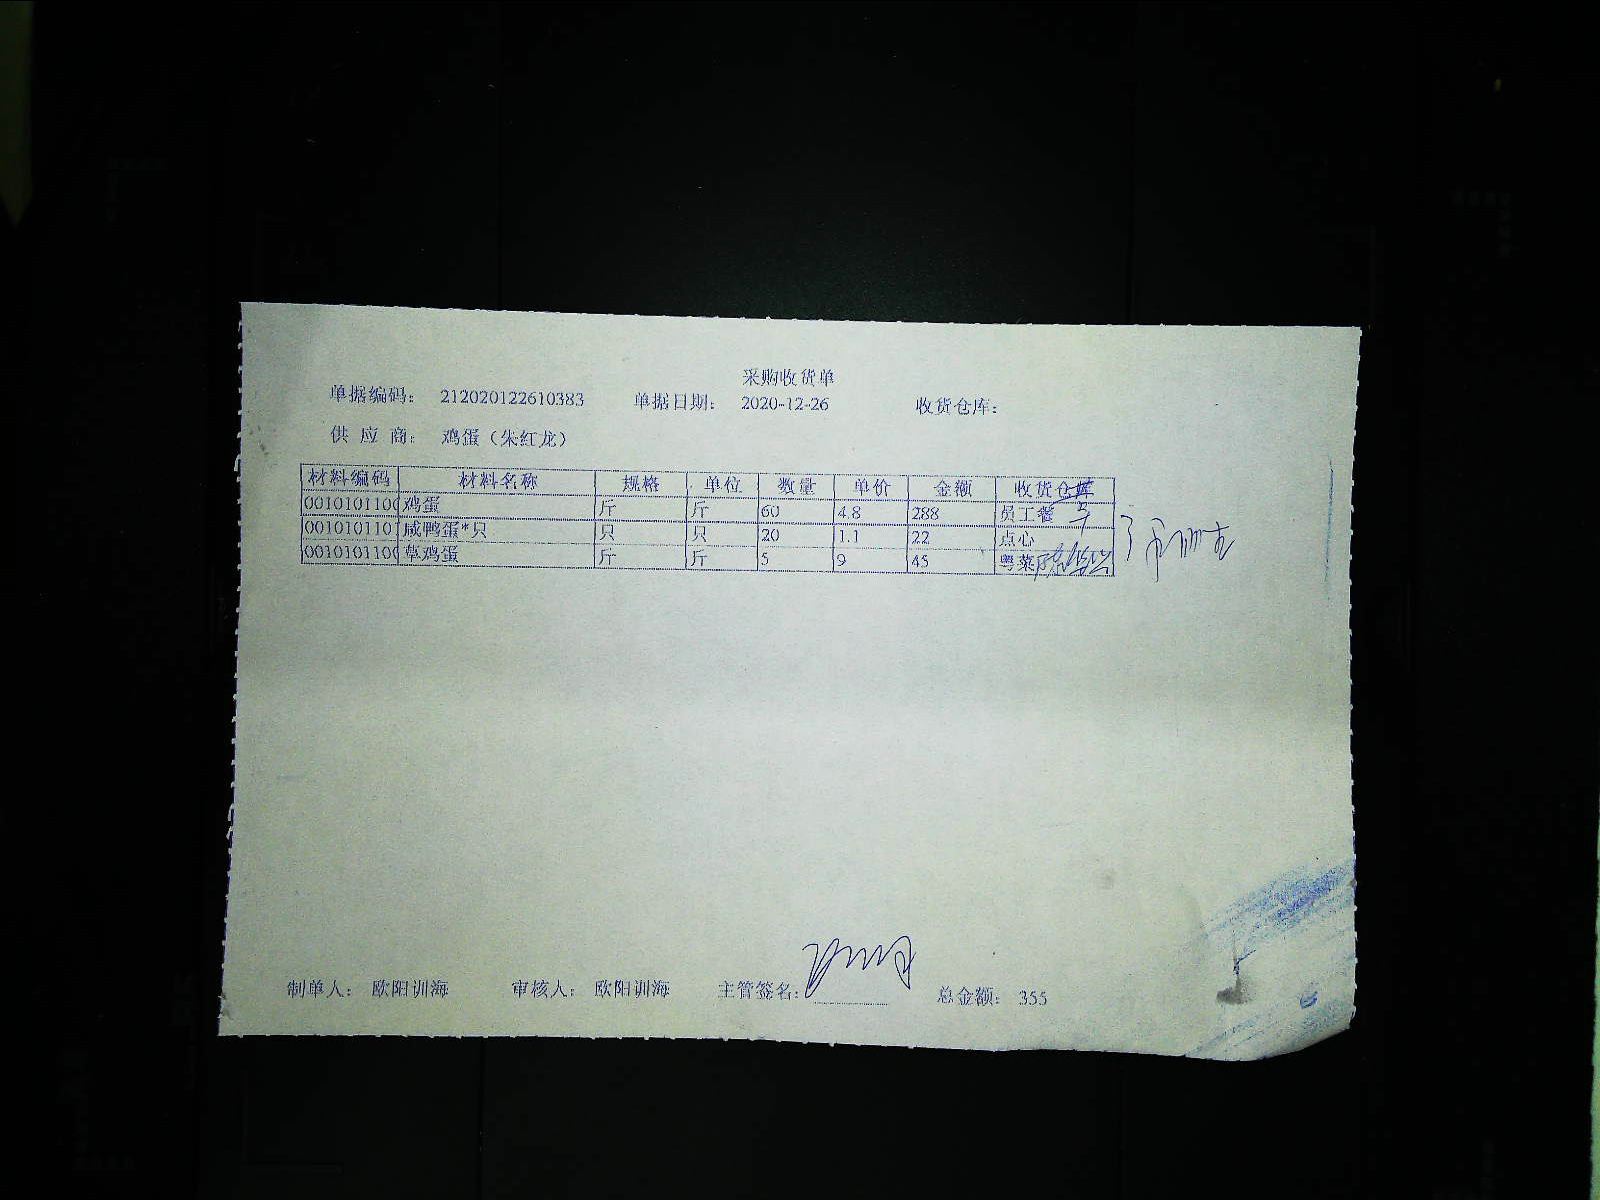 采购收货单
单据编码： 212020122610383 单据日期： 2020-12-26 收货仓库：
供 应 商： 鸡蛋（朱红龙）
材料编码 材料名称 规格 单位 数量 单价 金额 收货仓库
0010101100 鸡蛋 斤 斤 60 4.8 288 员工餐
0010101101 咸鸭蛋*只 只 只 20 1.1 22 点心
0010101100 草鸡蛋 斤 斤 5 9 45 粤菜
制单人： 欧阳训海 审核人： 欧阳训海 主管签名： 总金额： 355